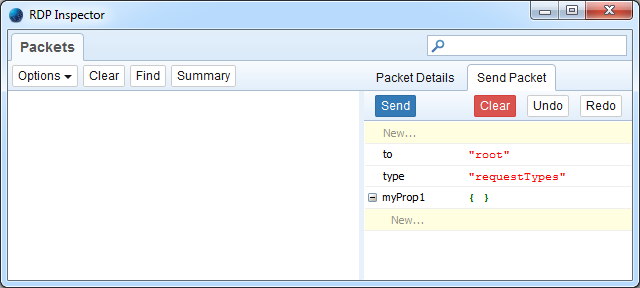 RDP Inspector
Packets
Options Clear Find Summary
Packet Details Send Packet
Send Clear Undo Redo
New...
to "root"
type "requestTypes"
myProp1 { }
New...